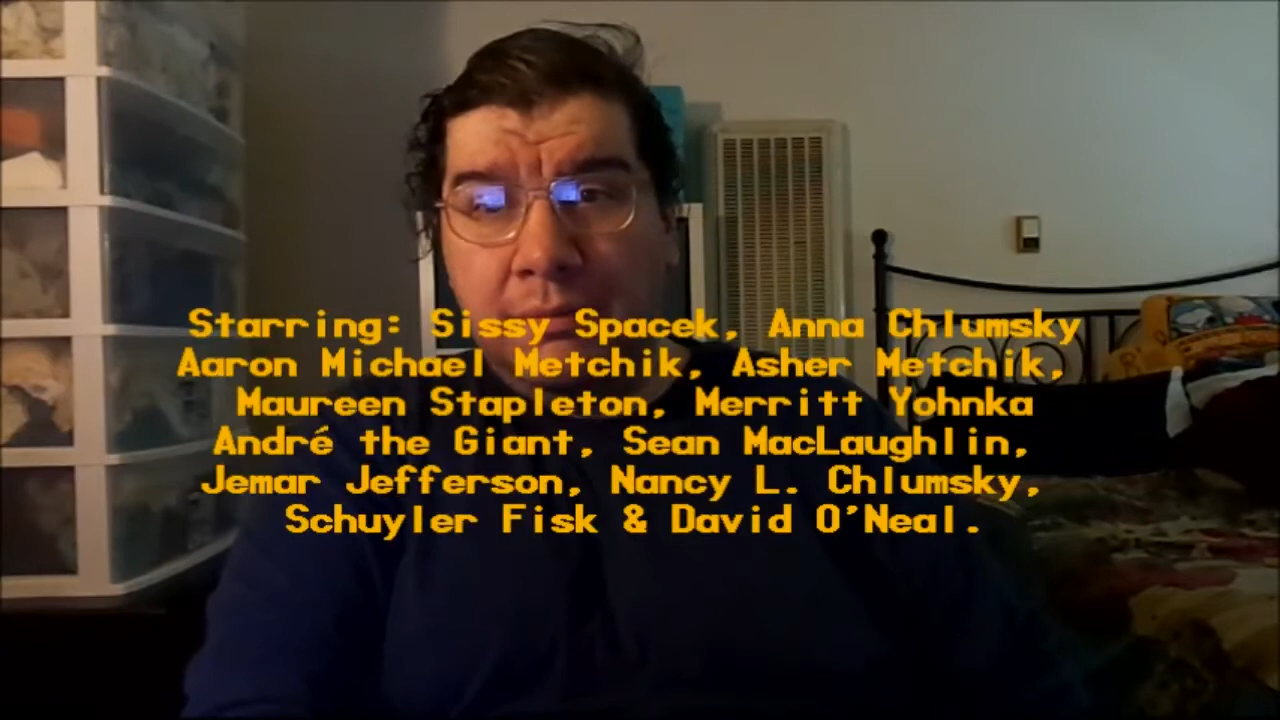 Starring: Sissy Spacek, Anna Chlumsky
Aaron Michael Metchik, Asher Metchik,
Maureen Stapleton, Merritt Yohnka
André the Giant, Sean MacLaughlin,
Jemar Jefferson, Nancy L. Chlumsky,
Schuyler Fisk & David O'Neal.